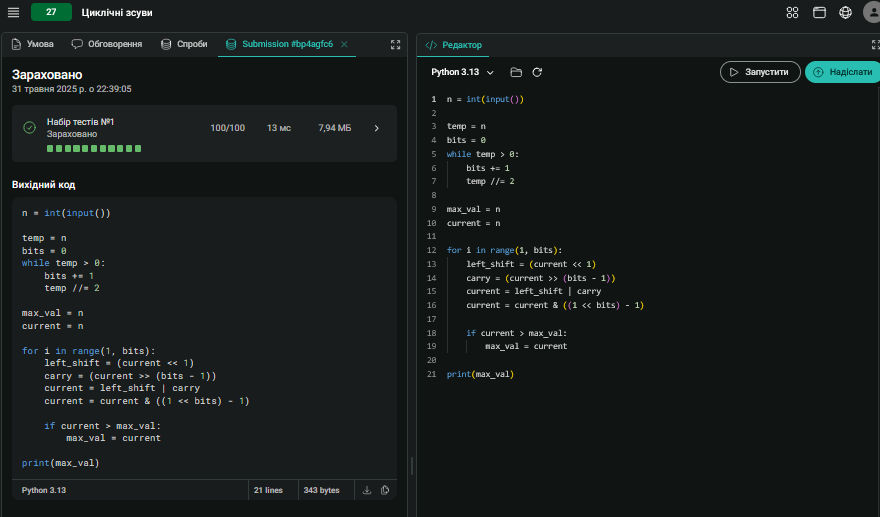 27 Циклічні зсуви
Умова Обговорення Спроби Submission #bp4agfc6
Зараховано
31 травня 2025 р. о 22:39:05
Набір тестів №1
Зараховано
100/100 13 мс 7,94 МБ
Вихідний код
n = int(input())
temp = n
bits = 0
while temp > 0:
    bits += 1
    temp //= 2
max_val = n
current = n
for i in range(1, bits):
    left_shift = (current << 1)
    carry = (current >> (bits - 1))
    current = left_shift | carry
    current = current & ((1 << bits) - 1)
    if current > max_val:
        max_val = current
print(max_val)
Python 3.13 21 lines 343 bytes
Редактор
Python 3.13 Запустити Надіслати
1 n = int(input())
2
3 temp = n
4 bits = 0
5 while temp > 0:
6     bits += 1
7     temp //= 2
8
9 max_val = n
10 current = n
11
12 for i in range(1, bits):
13     left_shift = (current << 1)
14     carry = (current >> (bits - 1))
15     current = left_shift | carry
16     current = current & ((1 << bits) - 1)
17
18     if current > max_val:
19         max_val = current
20
21 print(max_val)